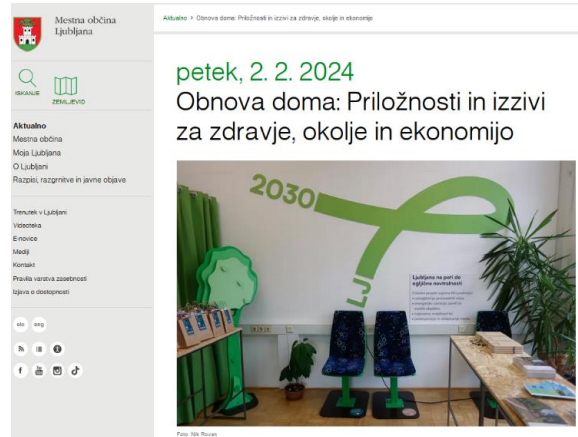 Mestna občina
Ljubljana
ISKANJE
ZEMLJEVID
Aktualno
Mestna občina
Moja Ljubljana
O Ljubljani
Razpisi, razgrnitve in javne objave
Trenutek v Ljubljani
Videoteka
E-novice
Mediji
Kontakt
Pravila varstva zasebnosti
Izjava o dostopnosti
slo
eng
Aktualno > Obnova doma: Priložnosti in izzivi za zdravje, okolje in ekonomijo
petek, 2. 2. 2024
Obnova doma: Priložnosti in izzivi
za zdravje, okolje in ekonomijo
2030
LJ
Ljubljana na poti do
ogljične nevtralnosti
Foto: Nik Rovan